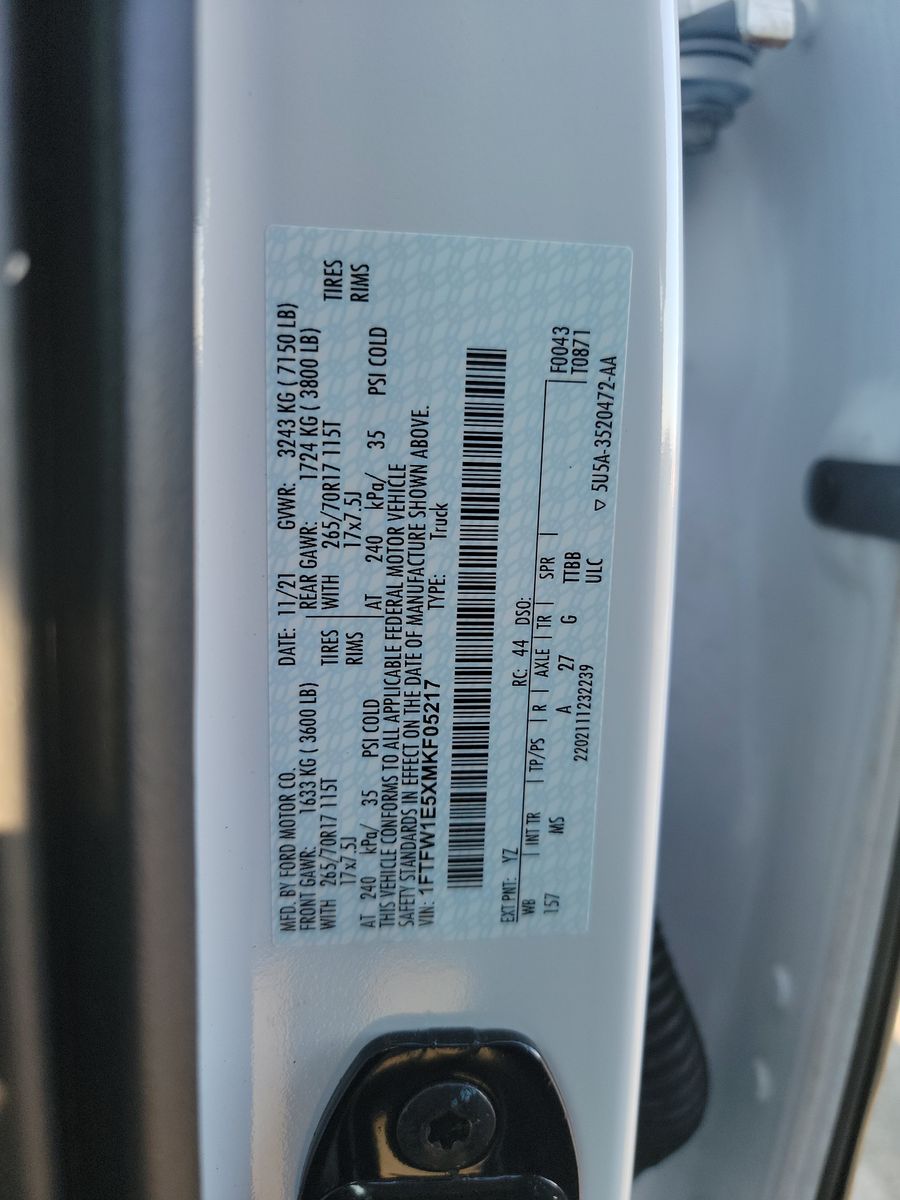 MFD. BY FORD MOTOR CO. DATE: 11/21 GVWR: 3243 KG ( 7150 LB)
FRONT GAWR: 1633 KG ( 3600 LB) REAR GAWR: 1724 KG ( 3800 LB)
WITH 265/70R17 115T TIRES WITH 265/70R17 115T TIRES
17x7.5J RIMS 17x7.5J RIMS
AT 240 kPa/ 35 PSI COLD AT 240 kPa/ 35 PSI COLD
THIS VEHICLE CONFORMS TO ALL APPLICABLE FEDERAL MOTOR VEHICLE
SAFETY STANDARDS IN EFFECT ON THE DATE OF MANUFACTURE SHOWN ABOVE.
VIN: 1FTFW1E5XMKF05217 TYPE: Truck
EXT PNT: YZ RC: 44 DSO:
WB | INT TR | TP/PS | R | AXLE | TR | SPR | F0043
157 MS A 27 G TTBB T0871
2202111232239 ULC
▽ 5U5A-3520472-AA